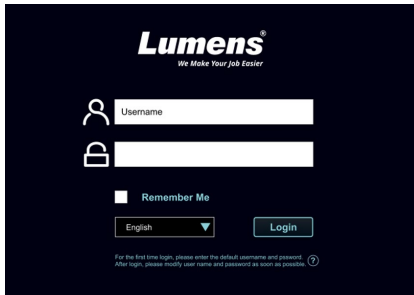 Lumens®
We Make Your Job Easier
Username
Remember Me
English
Login
For the first time login, please enter the default username and pssword.
After login, please modify user name and password as soon as possible. ?